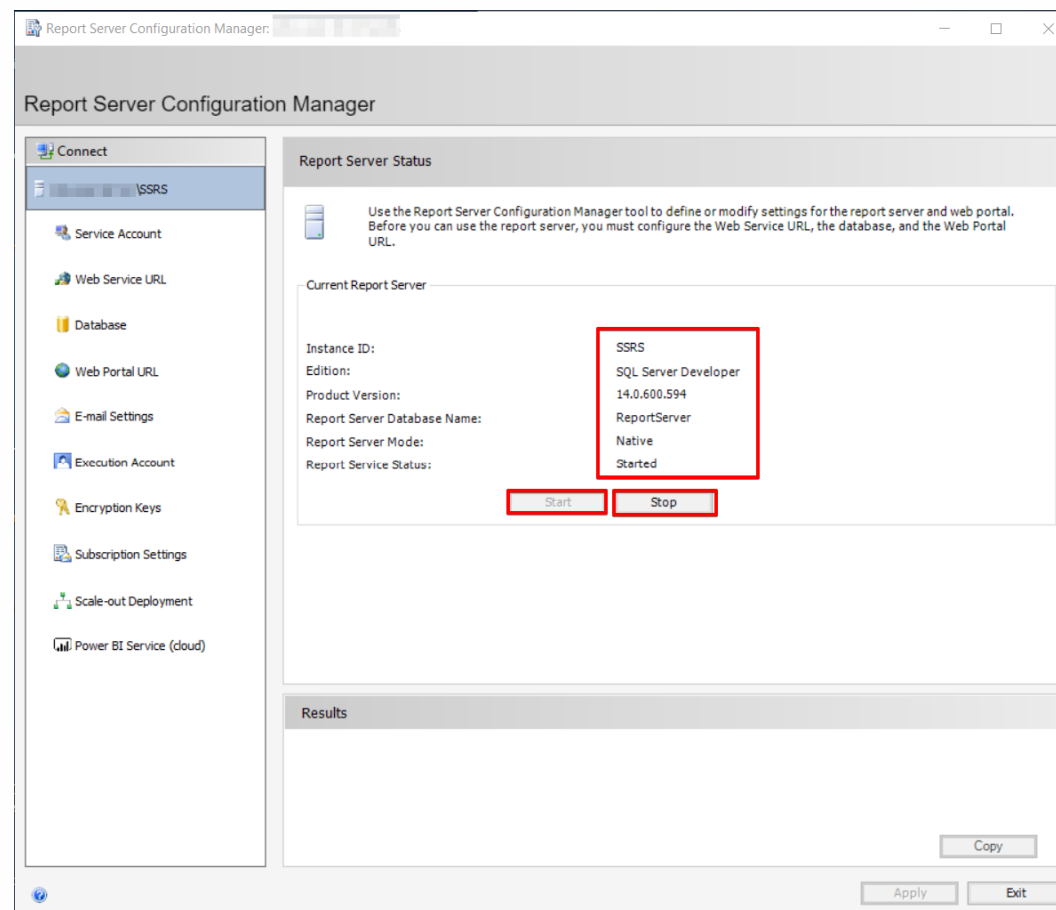 Report Server Configuration Manager:
Report Server Configuration Manager
Connect
\SSRS
Service Account
Web Service URL
Database
Web Portal URL
E-mail Settings
Execution Account
Encryption Keys
Subscription Settings
Scale-out Deployment
Power BI Service (cloud)
Report Server Status
Use the Report Server Configuration Manager tool to define or modify settings for the report server and web portal.
Before you can use the report server, you must configure the Web Service URL, the database, and the Web Portal
URL.
Current Report Server
Instance ID: SSRS
Edition: SQL Server Developer
Product Version: 14.0.600.594
Report Server Database Name: ReportServer
Report Server Mode: Native
Report Service Status: Started
Start Stop
Results
Copy
Apply Exit